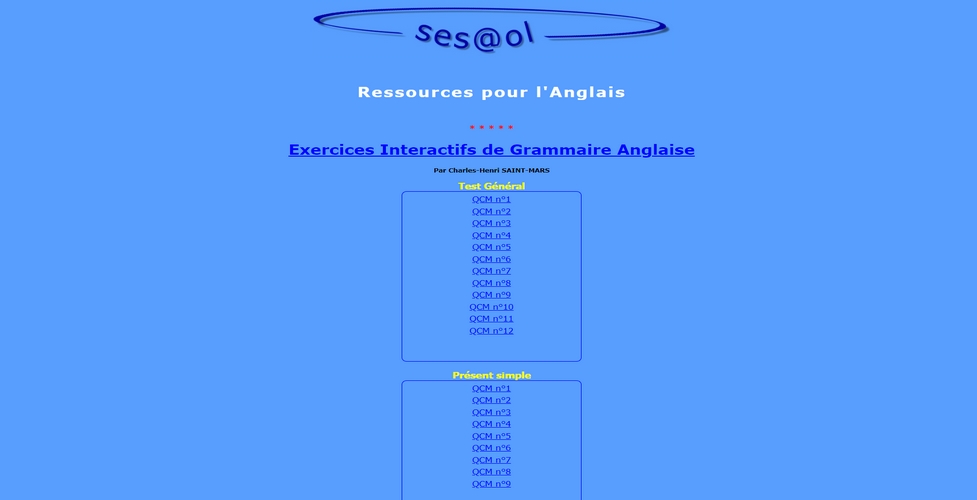 ses@ol
Ressources pour l'Anglais
* * * * *
Exercices Interactifs de Grammaire Anglaise
Par Charles-Henri SAINT-MARS
Test Général
QCM n°1
QCM n°2
QCM n°3
QCM n°4
QCM n°5
QCM n°6
QCM n°7
QCM n°8
QCM n°9
QCM n°10
QCM n°11
QCM n°12
Présent simple
QCM n°1
QCM n°2
QCM n°3
QCM n°4
QCM n°5
QCM n°6
QCM n°7
QCM n°8
QCM n°9